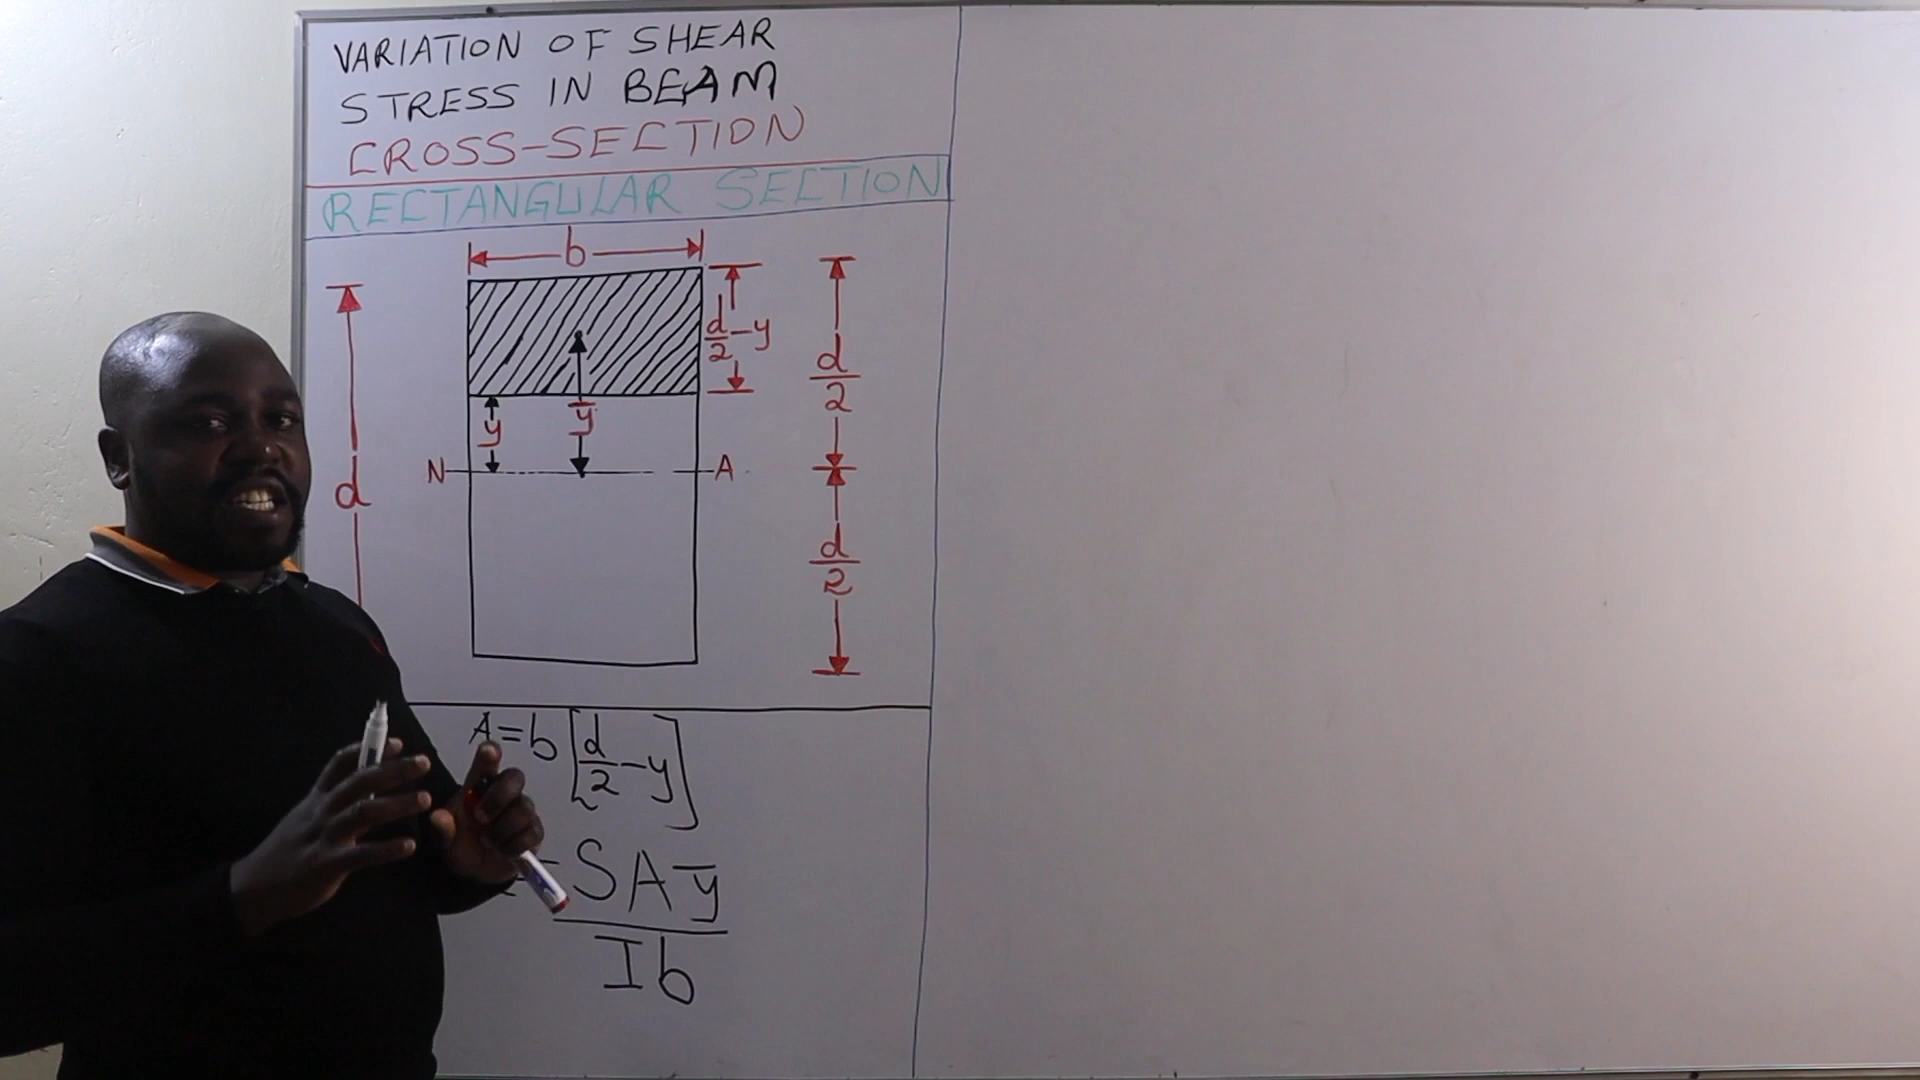 VARIATION OF SHEAR
STRESS IN BEAM
CROSS-SECTION
RECTANGULAR SECTION
b
d
d/2 - y
d/2
y
ȳ
N A
d/2
A = b[d/2 - y]
= SAȳ/Ib